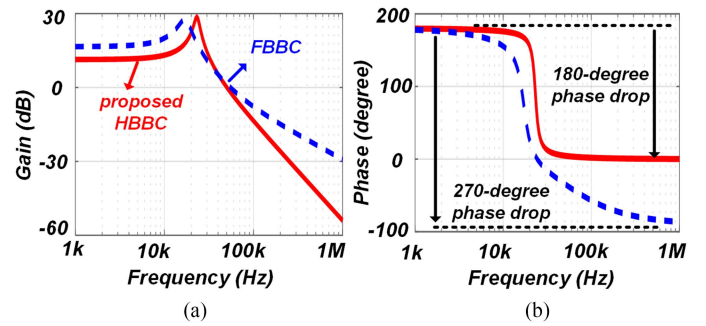 30
0
-30
-60
Gain (dB)
FBBC
proposed
HBBC
1k
10k
100k
1M
Frequency (Hz)
(a)
200
100
0
-100
Phase (degree)
180-degree
phase drop
270-degree
phase drop
1k
10k
100k
1M
Frequency (Hz)
(b)